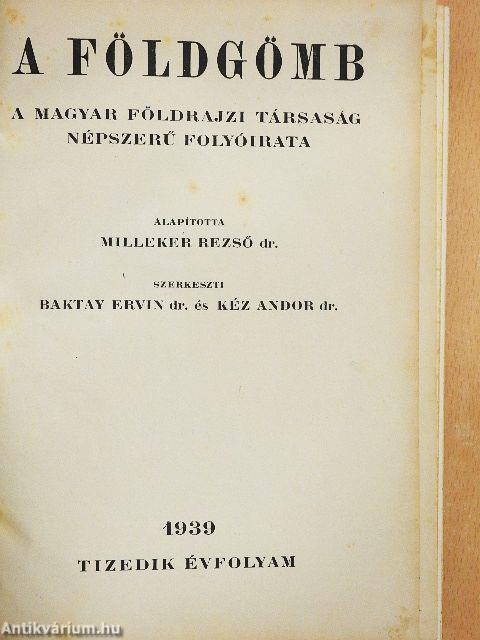 A FÖLDGÖMB
A MAGYAR FÖLDRAJZI TÁRSASÁG
NÉPSZERŰ FOLYÓIRATA
ALAPÍTOTTA
MILLEKER REZSŐ dr.
SZERKESZTI
BAKTAY ERVIN dr. és KÉZ ANDOR dr.
1939
TIZEDIK ÉVFOLYAM
Antikvárium.hu